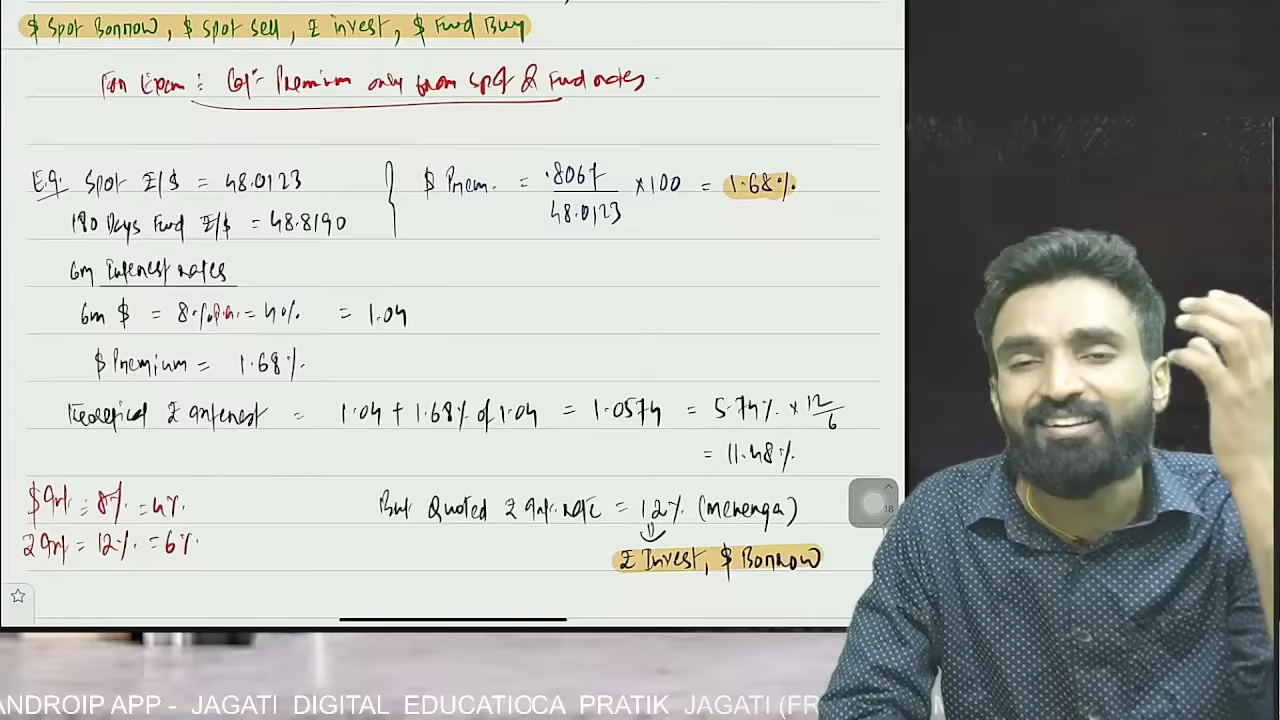 $ Spot Borrow, $ Spot Sell, ₹ invest, $ Fwd Buy
For Exam : Get Premium only from Spot & Fwd rates
E.g. Spot ₹/$ = 48.0123
180 Days Fwd ₹/$ = 48.8190
$ Prem. = .8067 / 48.0123 ×100 = 1.68%
6m Interest rates
6m $ = 8% p.a. = 4% = 1.04
$ Premium = 1.68%
Theoretical ₹ Interest = 1.04 + 1.68% of 1.04 = 1.0574 = 5.74% × 12/6
= 11.48%
$ Int. = 8% = 4%
₹ Int = 12% = 6%
But Quoted ₹ Int. rate = 12% (Menenga)
₹ Invest, $ Borrow
18
ANDROIP APP - JAGATI DIGITAL EDUCATIOCA PRATIK JAGATI (FR